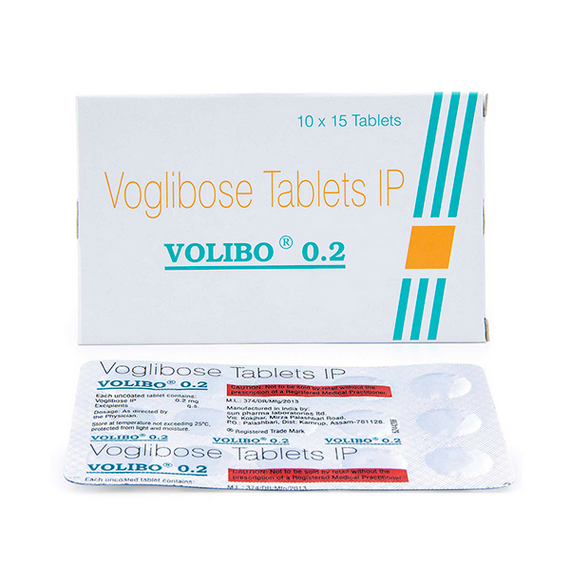 10 x 15 Tablets
Voglibose Tablets IP
VOLIBO® 0.2
Voglibose Tablets IP
VOLIBO® 0.2
Each uncoated tablet contains:
Voglibose IP 0.2 mg
Excipients q.s.
Dosage: As directed by
the Physician.
Store at temperature not exceeding 25°C,
protected from light and moisture.
CAUTION: Not to be sold by retail without the
prescription of a Registered Medical Practitioner.
M.L.: 374/DR/Mfg/2013
Manufactured in India by:
sun pharma laboratories ltd.
Vil. Kokjhar, Mirza Palashbari Road,
P.O.: Palashbari, Dist: Kamrup, Assam-781128.
® Registered Trade Mark
VOLIBO® 0.2 VOLIBO® 0.2 VOLIBO® 0.2
Voglibose Tablets IP
VOLIBO® 0.2
Each uncoated tablet contains:
CAUTION: Not to be sold by retail without the
prescription of a Registered Medical Practitioner.
M.L.: 374/DR/Mfg/2013